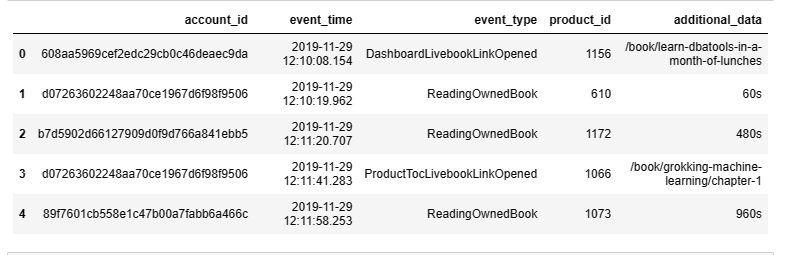 account_id event_time event_type product_id additional_data
0 608aa5969cef2edc29cb0c46deaec9da 2019-11-29 12:10:08.154 DashboardLivebookLinkOpened 1156 /book/learn-dbatools-in-a-month-of-lunches
1 d07263602248aa70ce1967d6f98f9506 2019-11-29 12:10:19.962 ReadingOwnedBook 610 60s
2 b7d5902d66127909d0f9d766a841ebb5 2019-11-29 12:11:20.707 ReadingOwnedBook 1172 480s
3 d07263602248aa70ce1967d6f98f9506 2019-11-29 12:11:41.283 ProductTocLivebookLinkOpened 1066 /book/grokking-machine-learning/chapter-1
4 89f7601cb558e1c47b00a7fabb6a466c 2019-11-29 12:11:58.253 ReadingOwnedBook 1073 960s